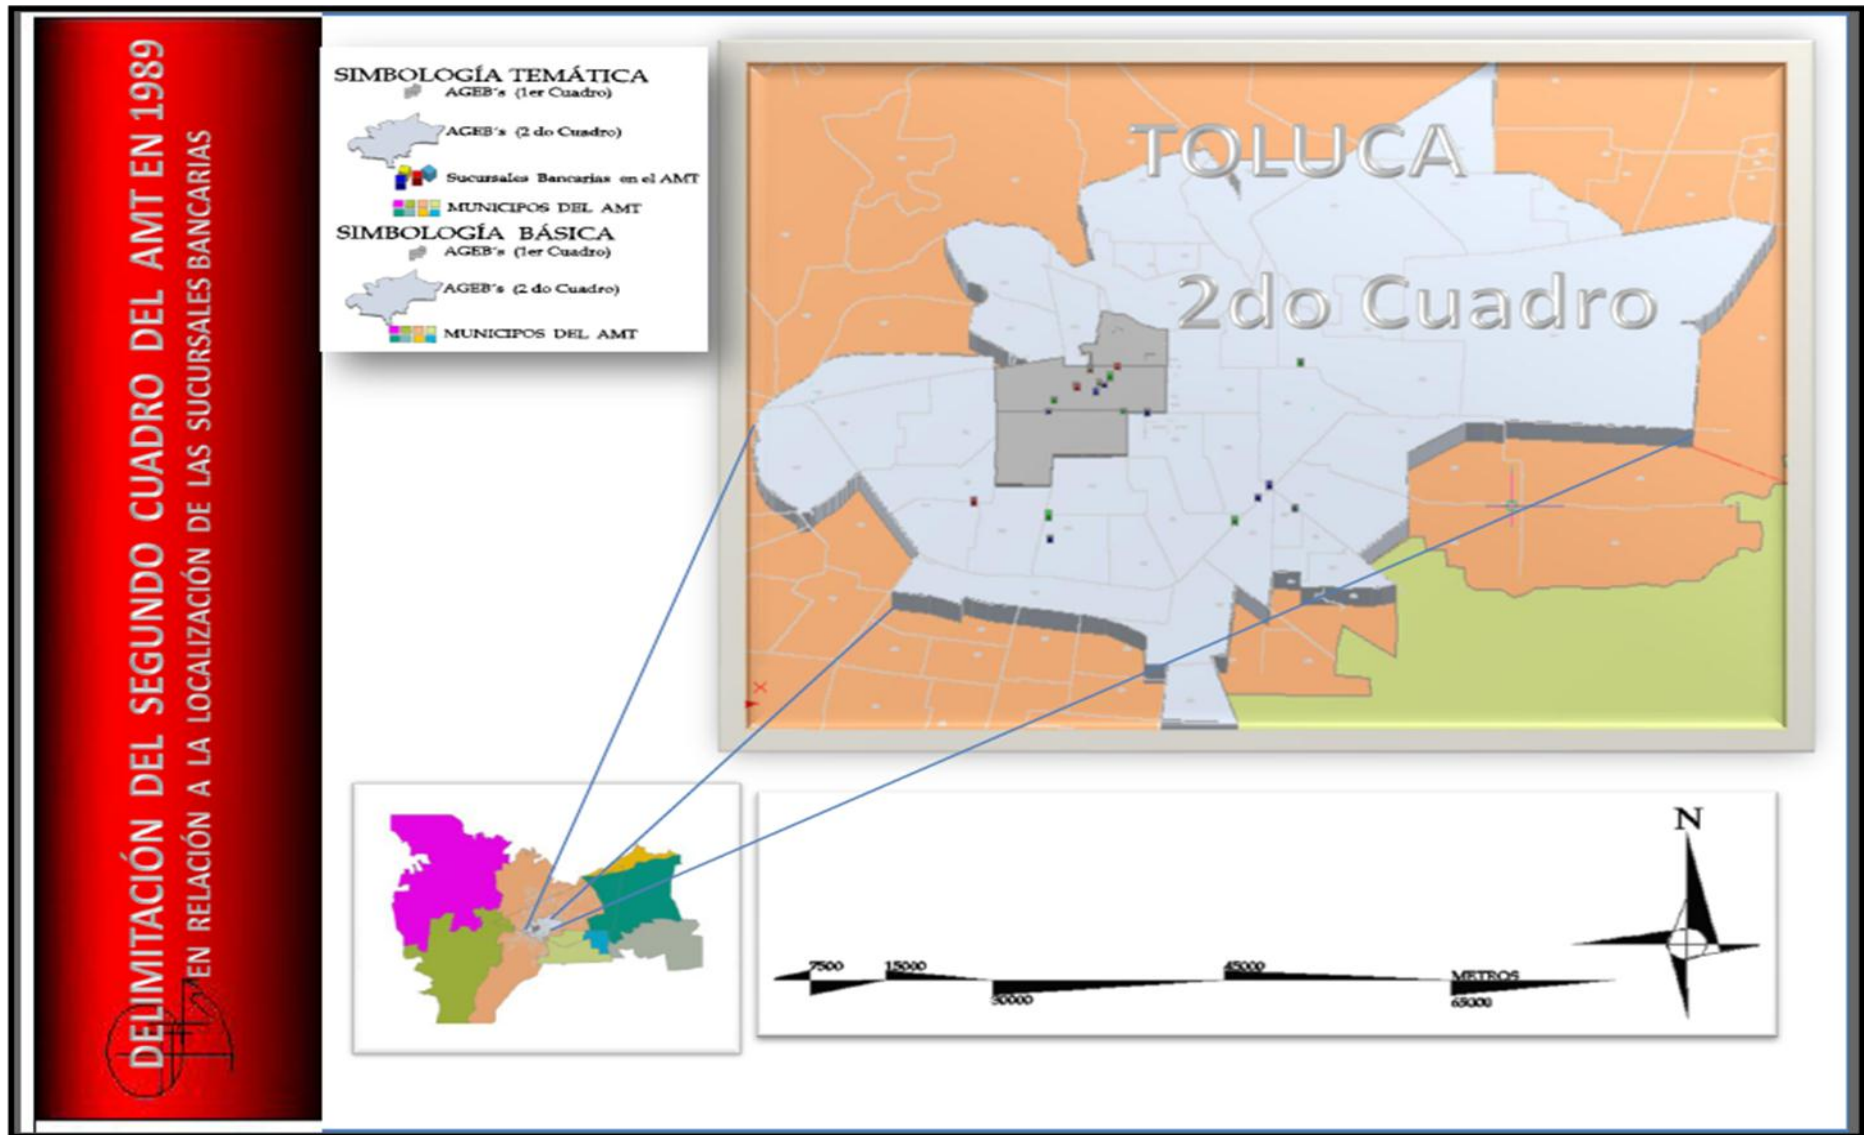 DELIMITACIÓN DEL SEGUNDO CUADRO DEL AMT EN 1989
EN RELACIÓN A LA LOCALIZACIÓN DE LAS SUCURSALES BANCARIAS
SIMBOLOGÍA TEMÁTICA
AGEB´s (1er Cuadro)
AGEB´s (2 do Cuadro)
Sucursales Bancarias en el AMT
MUNICIPOS DEL AMT
SIMBOLOGÍA BÁSICA
AGEB´s (1er Cuadro)
AGEB´s (2 do Cuadro)
MUNICIPOS DEL AMT
TOLUCA
2do Cuadro
X
N
7500
15000
30000
45000
METROS
65000